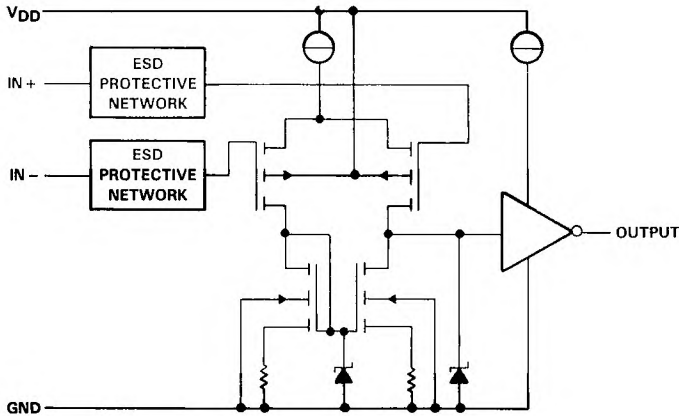 VDD
ESD
PROTECTIVE
NETWORK
IN +
ESD
PROTECTIVE
NETWORK
IN −
OUTPUT
GND